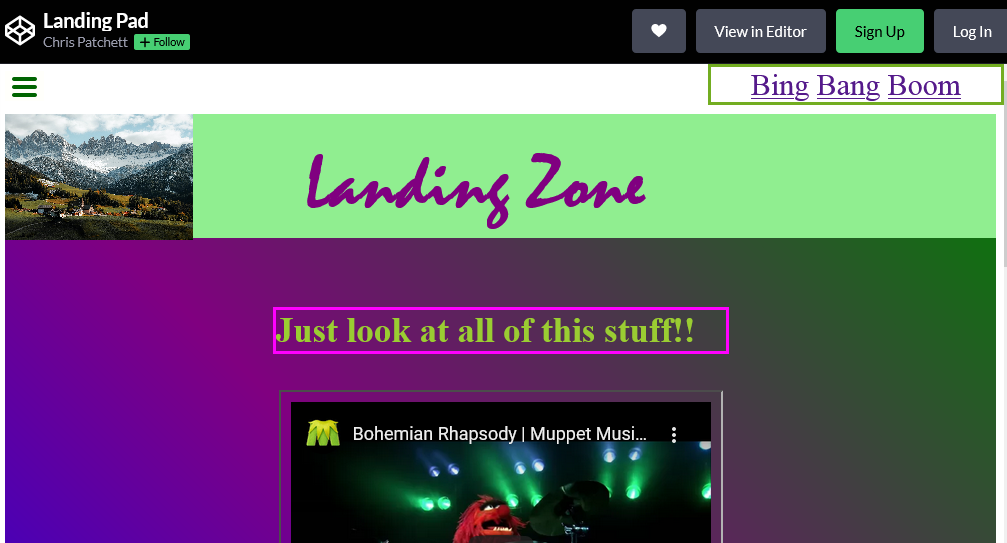 Landing Pad
Chris Patchett + Follow
View in Editor
Sign Up
Log In
Bing Bang Boom
Landing Zone
Just look at all of this stuff!!
Bohemian Rhapsody | Muppet Musi...